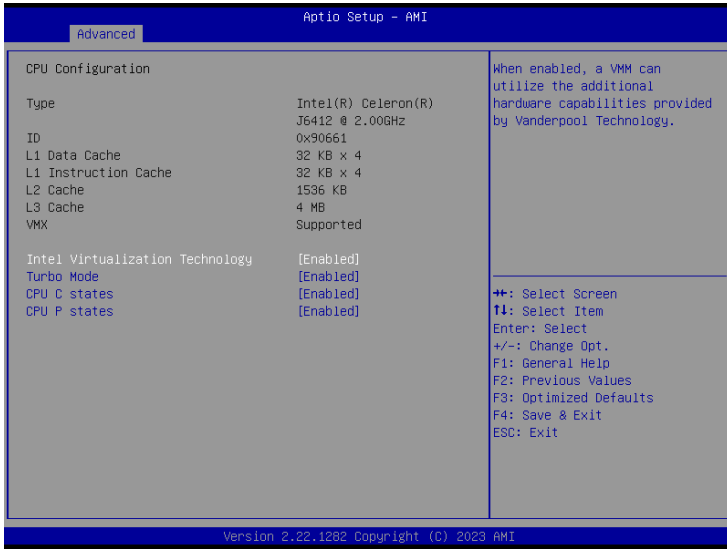 Aptio Setup - AMI
Advanced
CPU Configuration
Type Intel(R) Celeron(R)
J6412 @ 2.00GHz
ID 0x90661
L1 Data Cache 32 KB x 4
L1 Instruction Cache 32 KB x 4
L2 Cache 1536 KB
L3 Cache 4 MB
VMX Supported
Intel Virtualization Technology [Enabled]
Turbo Mode [Enabled]
CPU C states [Enabled]
CPU P states [Enabled]
When enabled, a VMM can
utilize the additional
hardware capabilities provided
by Vanderpool Technology.
→←: Select Screen
↑↓: Select Item
Enter: Select
+/-: Change Opt.
F1: General Help
F2: Previous Values
F3: Optimized Defaults
F4: Save & Exit
ESC: Exit
Version 2.22.1282 Copyright (C) 2023 AMI